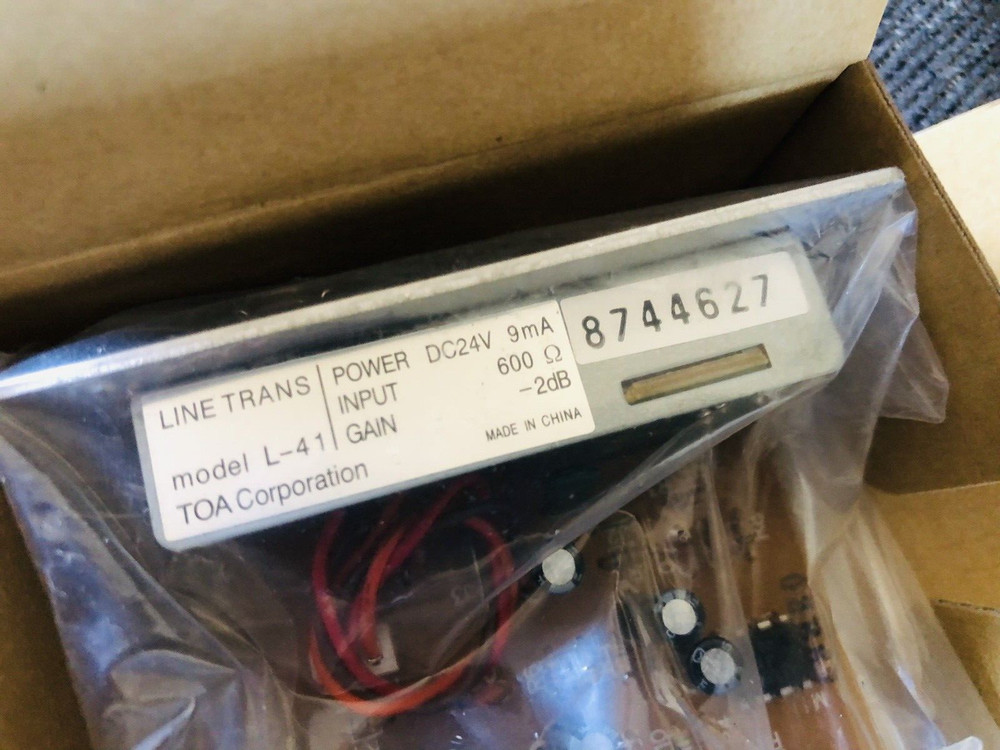 LINE TRANS
model L-41
TOA Corporation
POWER DC24V 9mA
INPUT 600 Ω
GAIN -2dB
MADE IN CHINA
8744627